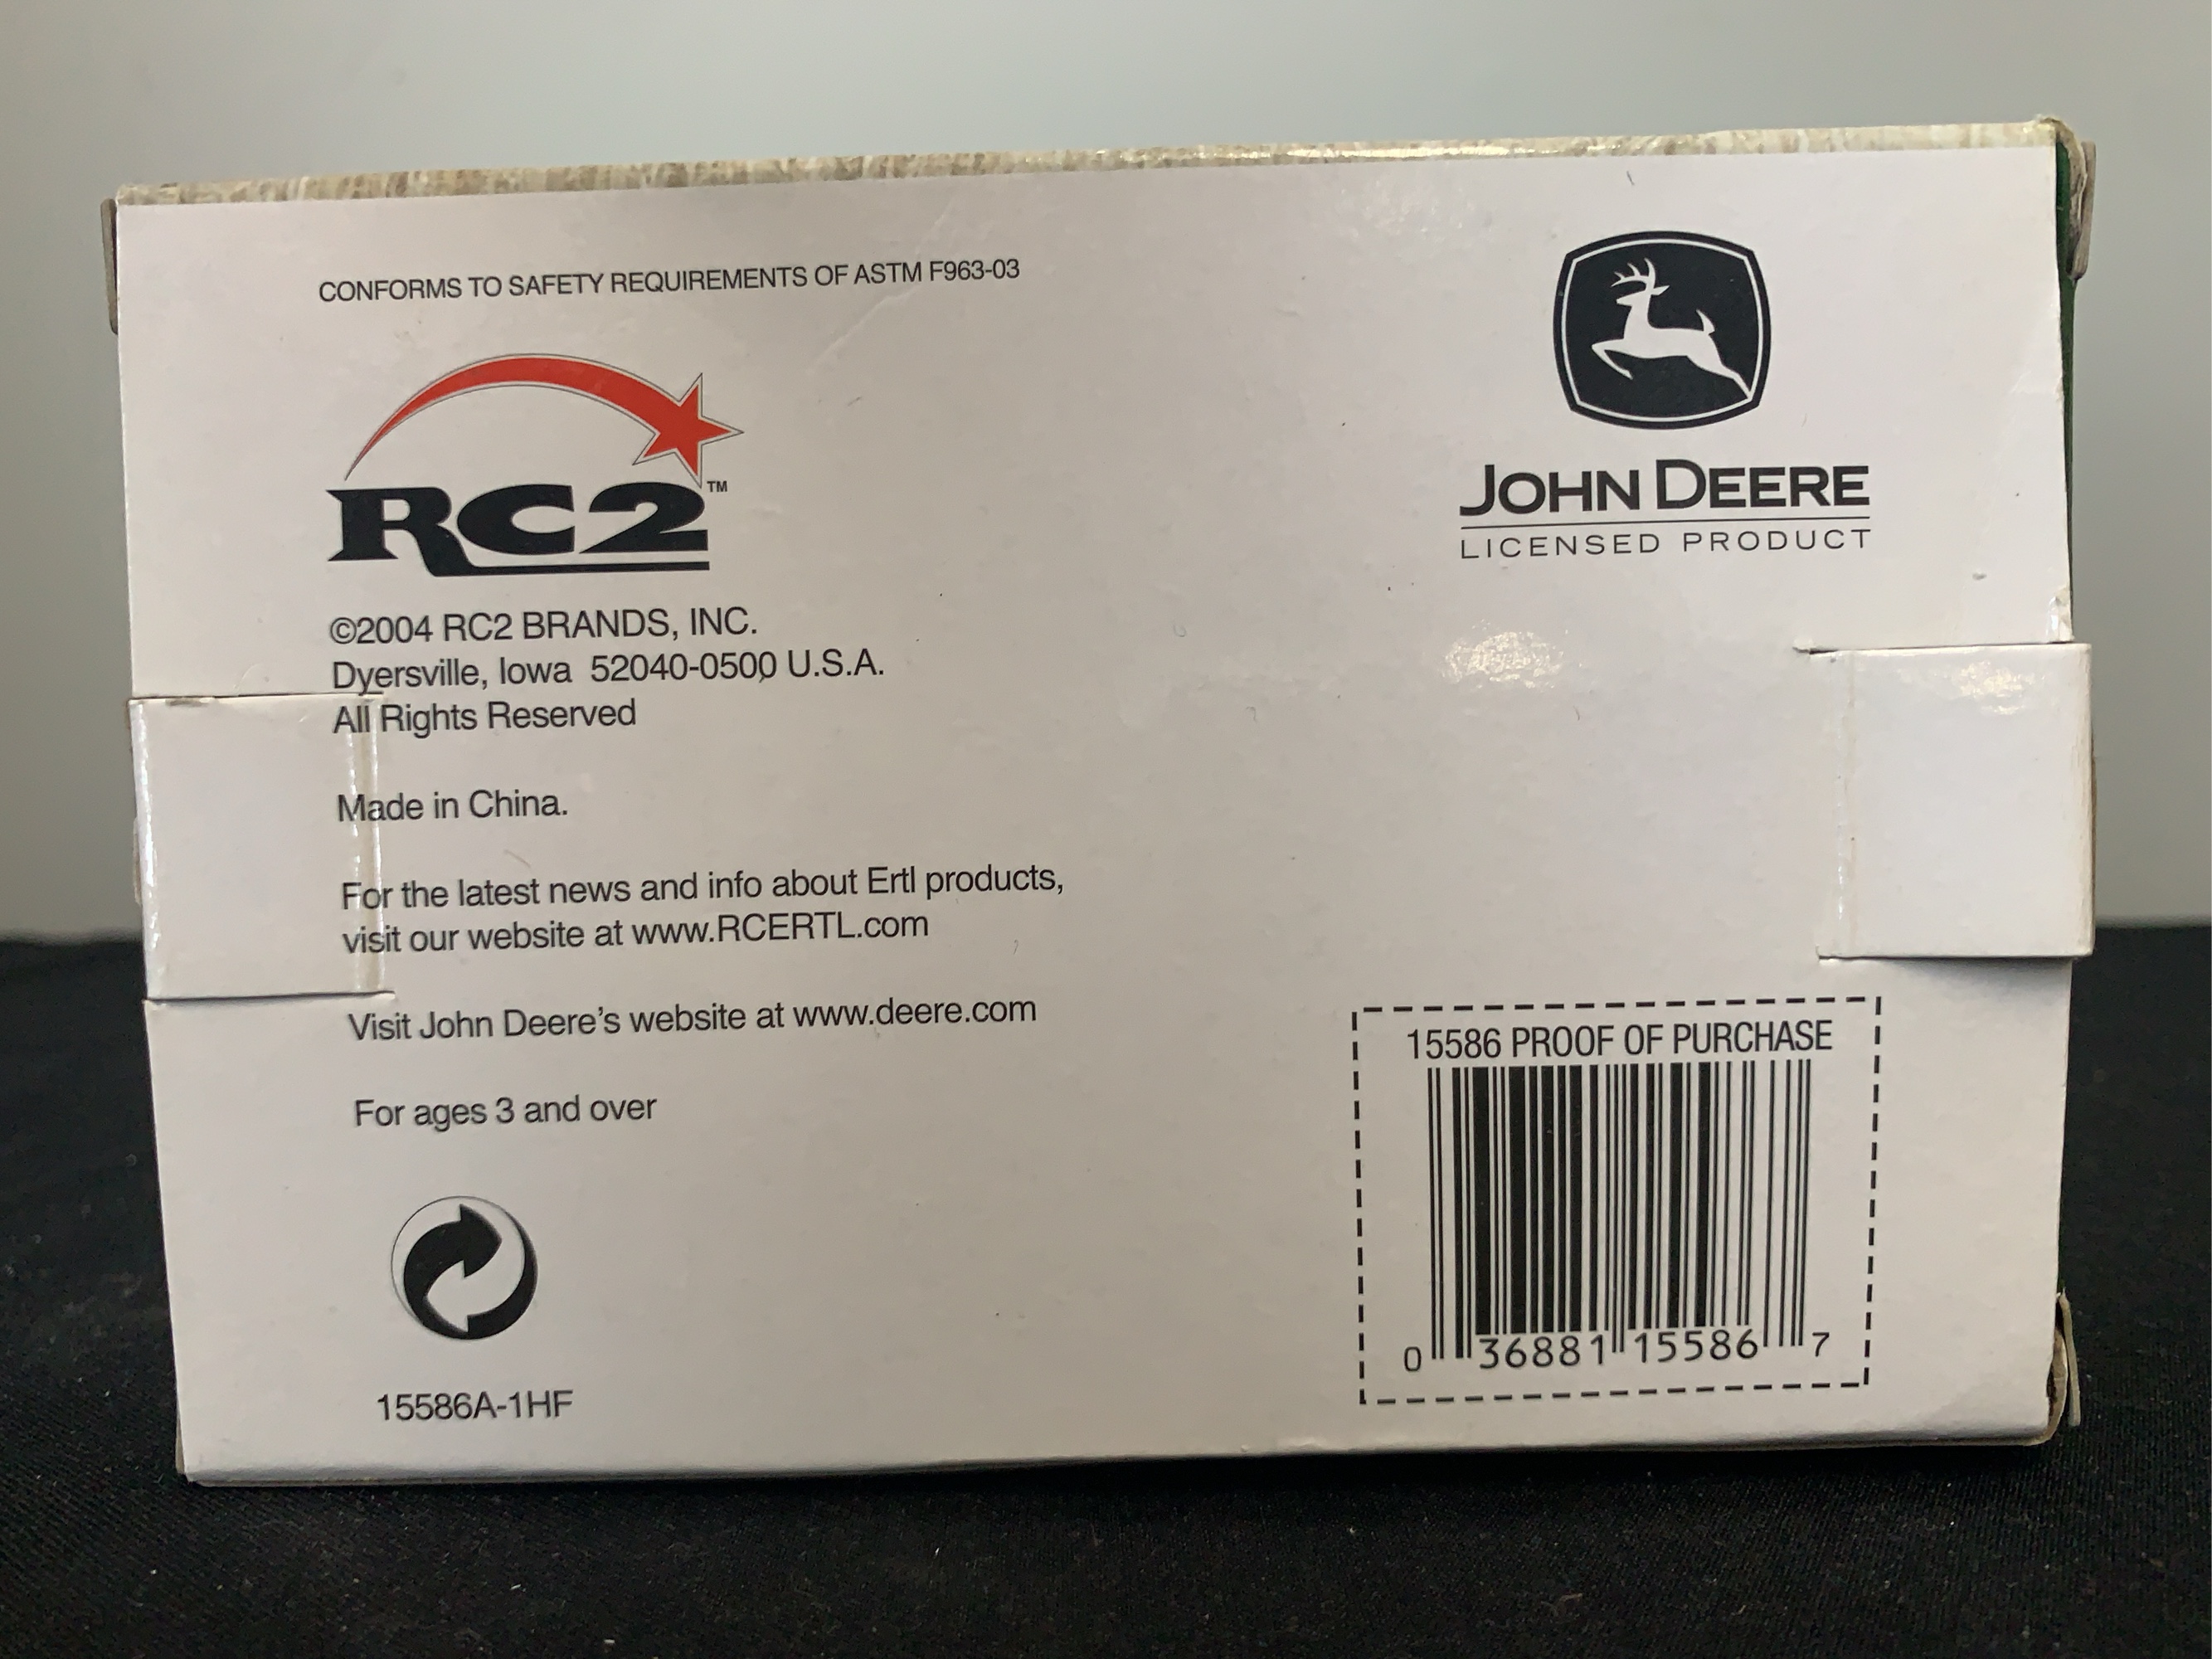 CONFORMS TO SAFETY REQUIREMENTS OF ASTM F963-03
RC2™
©2004 RC2 BRANDS, INC.
Dyersville, Iowa 52040-0500 U.S.A.
All Rights Reserved
Made in China.
For the latest news and info about Ertl products,
visit our website at www.RCERTL.com
Visit John Deere's website at www.deere.com
For ages 3 and over
15586A-1HF
JOHN DEERE
LICENSED PRODUCT
15586 PROOF OF PURCHASE
0 36881 15586 7